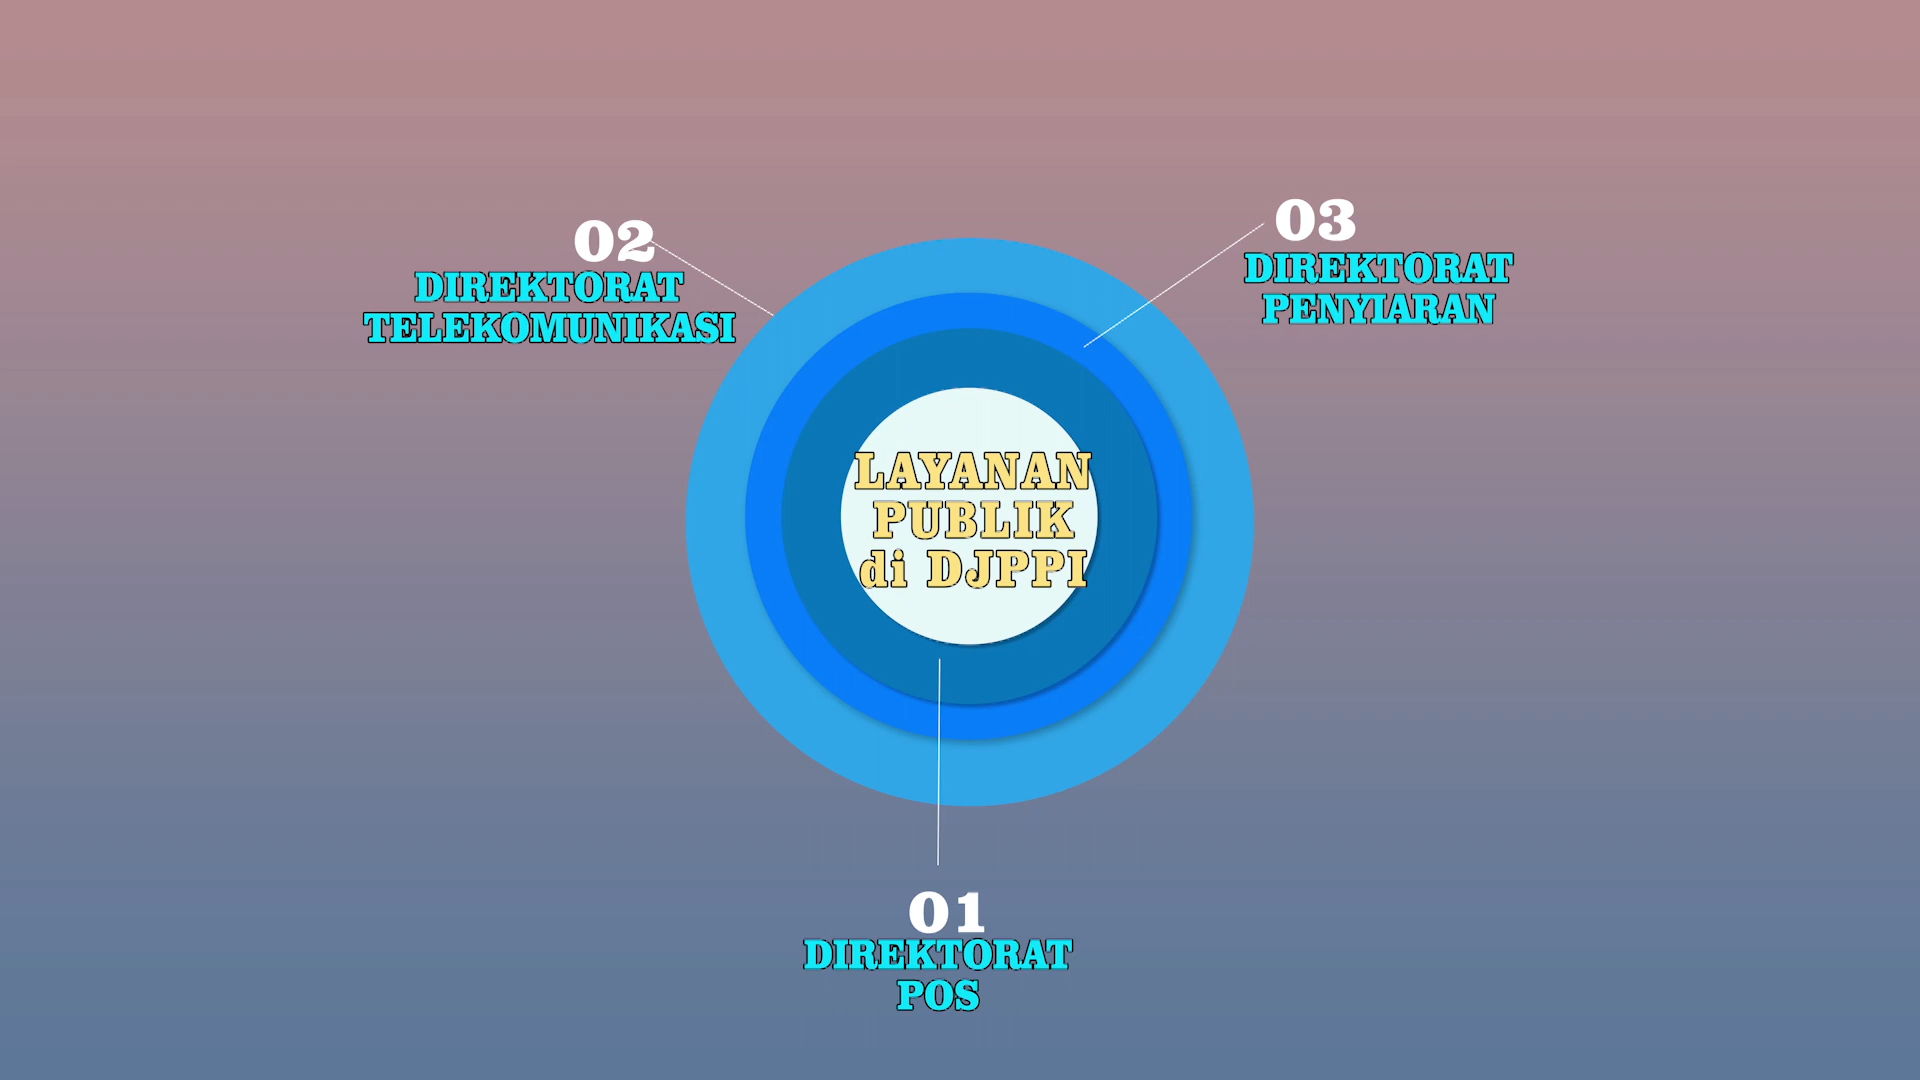 02
DIREKTORAT
TELEKOMUNIKASI
03
DIREKTORAT
PENYIARAN
LAYANAN
PUBLIK
di DJPPI
01
DIREKTORAT
POS